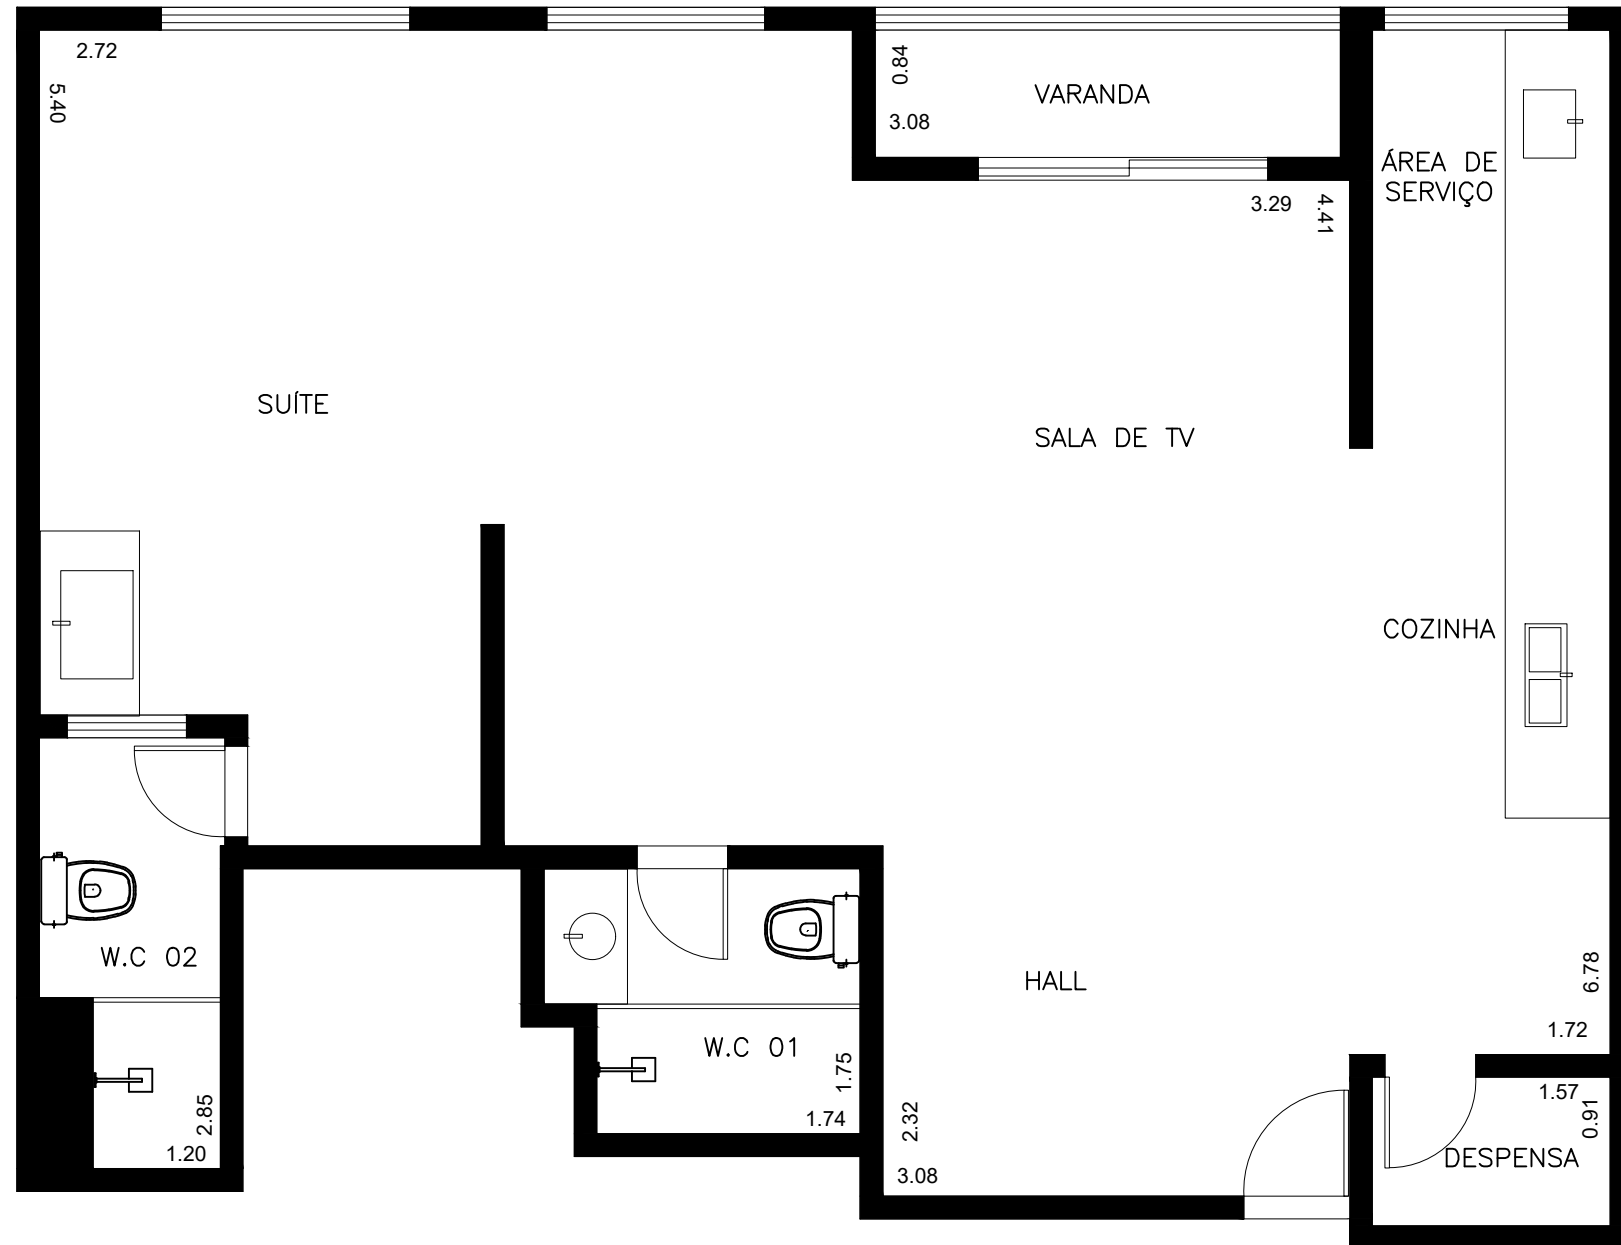 2.72
5.40
0.84
VARANDA
3.08
ÁREA DE
SERVIÇO
3.29
4.41
SUÍTE
SALA DE TV
COZINHA
W.C 02
HALL
6.78
1.72
W.C 01
1.75
1.57
0.91
2.85
1.74
2.32
1.20
DESPENSA
3.08